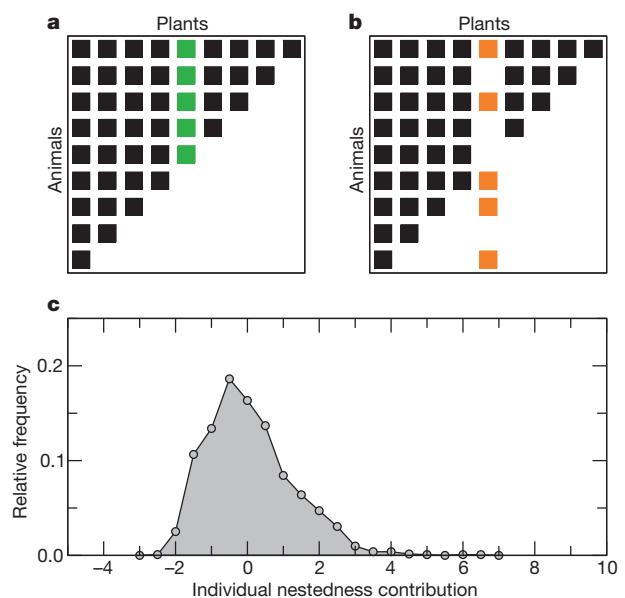 a
Plants
Animals
b
Plants
Animals
c
Relative frequency
0.2
0.1
0.0
−4 −2 0 2 4 6 8 10
Individual nestedness contribution